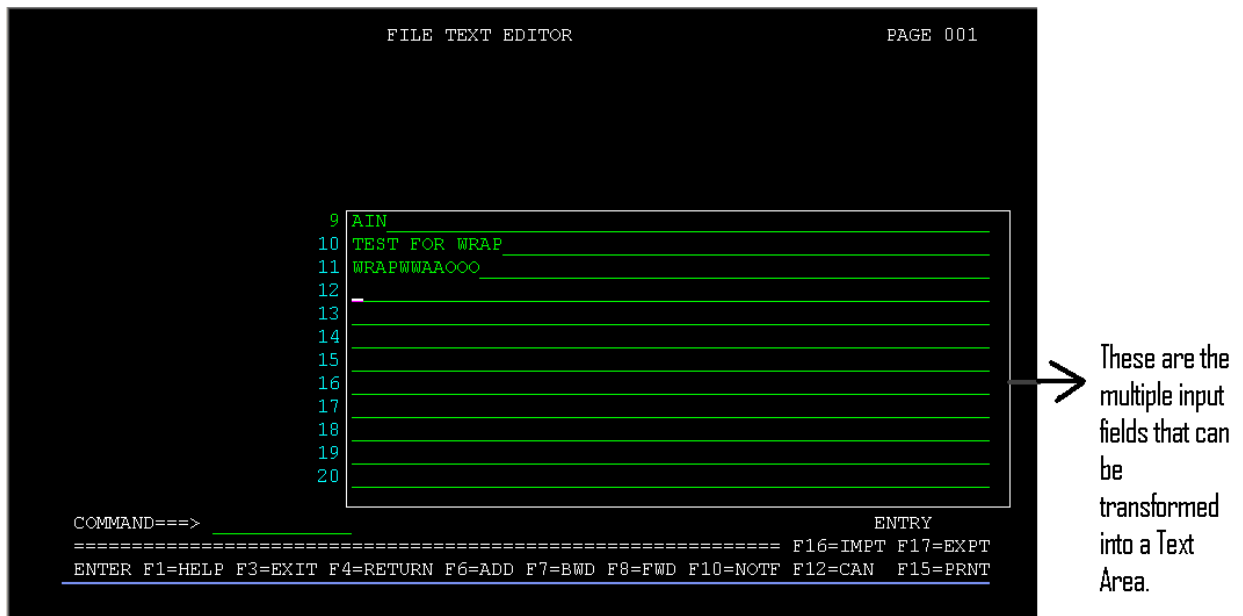 FILE TEXT EDITOR PAGE 001
9 AIN
10 TEST FOR WRAP
11 WRAPWWAAOOO
12
13
14
15
16
17
18
19
20
COMMAND===>
ENTRY
============================================================= F16=IMPT F17=EXPT
ENTER F1=HELP F3=EXIT F4=RETURN F6=ADD F7=BWD F8=FWD F10=NOTF F12=CAN F15=PRNT
These are the
multiple input
fields that can
be
transformed
into a Text
Area.